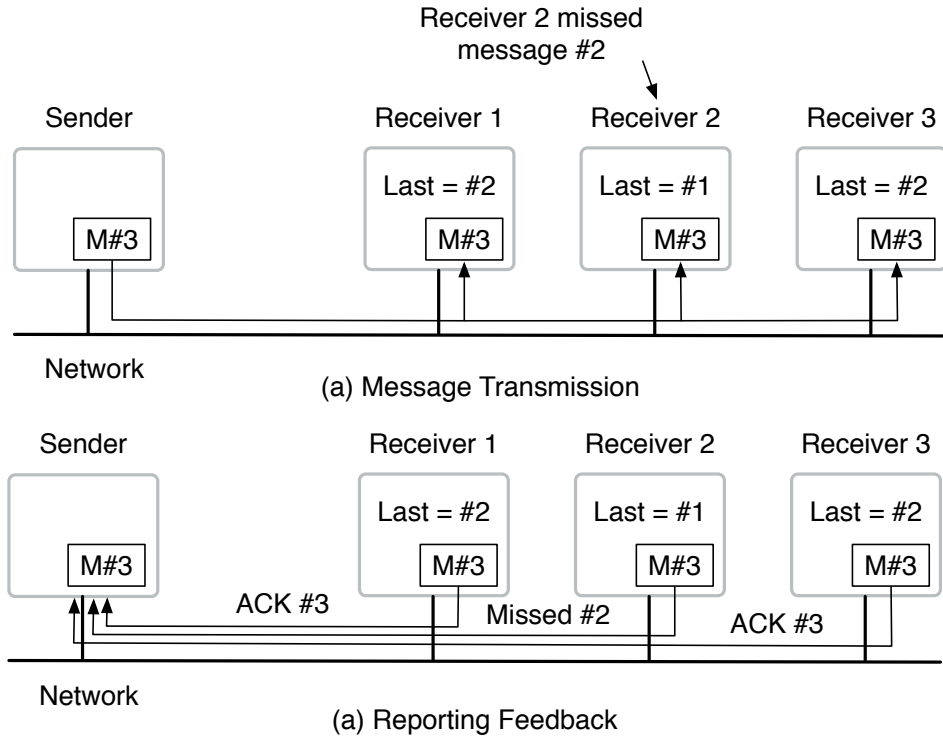 Receiver 2 missed
message #2
Sender
Receiver 1
Receiver 2
Receiver 3
Last = #2
Last = #1
Last = #2
M#3
M#3
M#3
M#3
Network
(a) Message Transmission
Sender
Receiver 1
Receiver 2
Receiver 3
Last = #2
Last = #1
Last = #2
M#3
M#3
M#3
M#3
ACK #3
Missed #2
ACK #3
Network
(a) Reporting Feedback